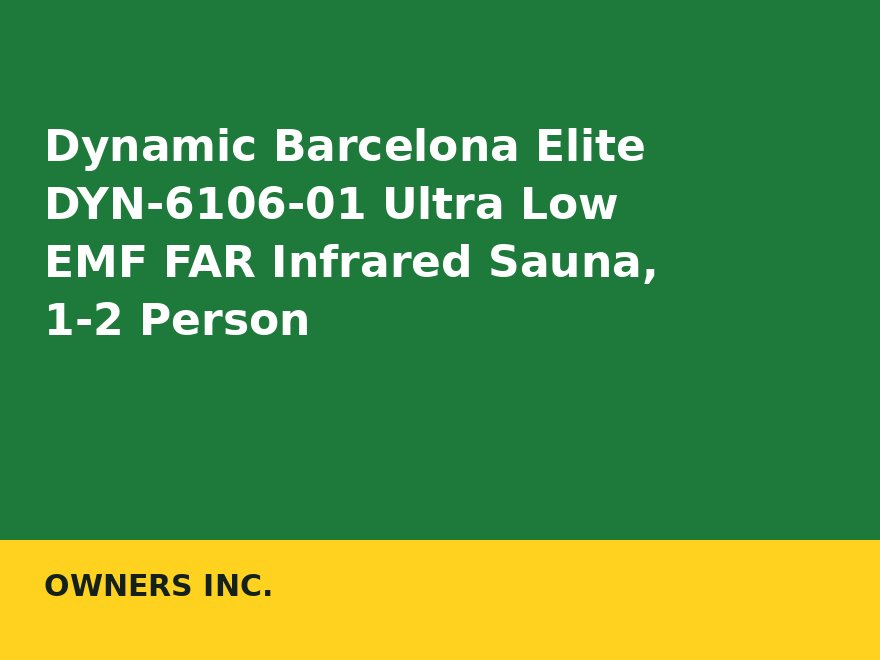 Dynamic Barcelona Elite
DYN-6106-01 Ultra Low
EMF FAR Infrared Sauna,
1-2 Person
OWNERS INC.